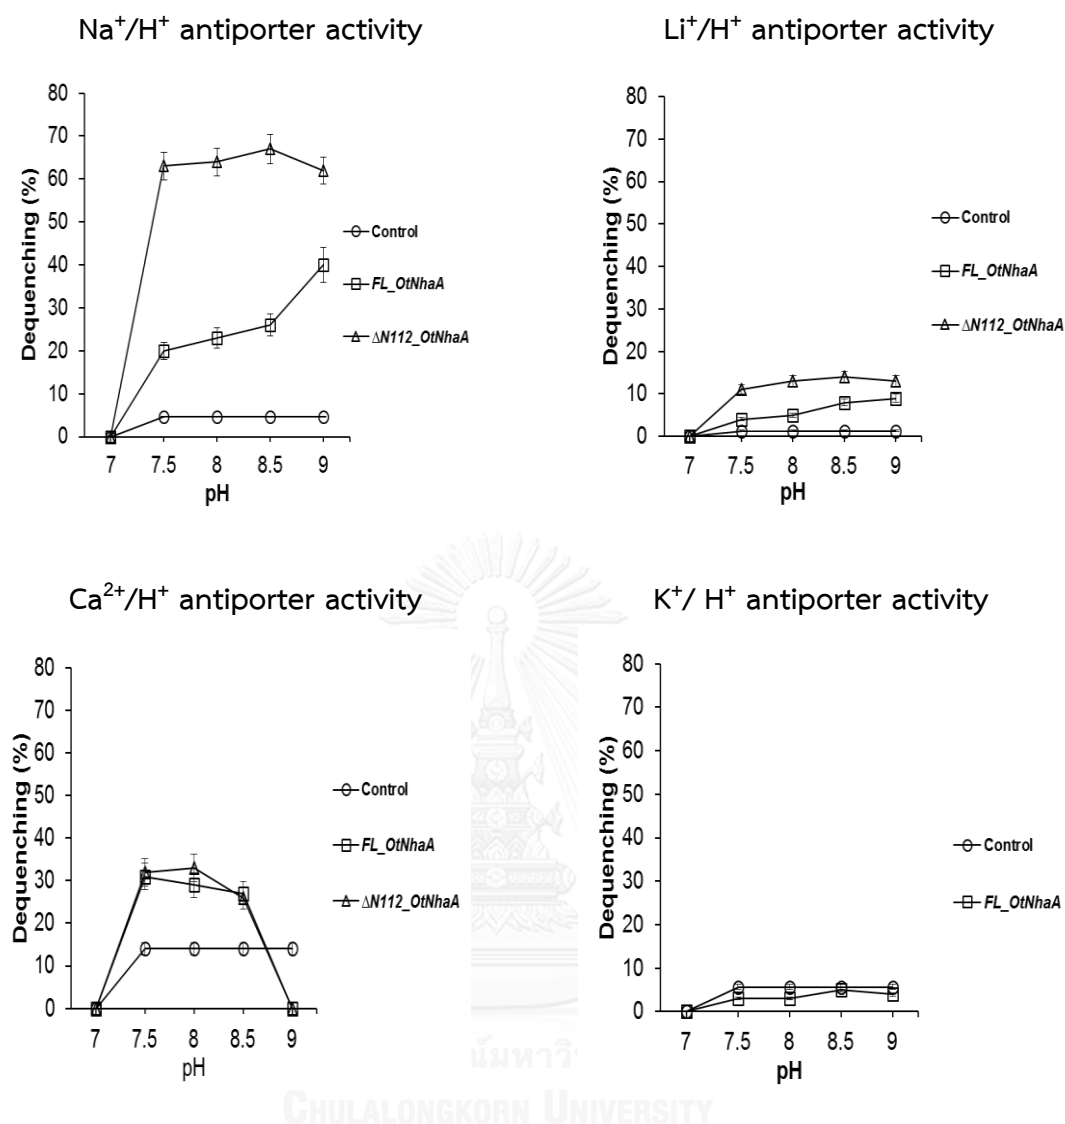 Na⁺/H⁺ antiporter activity
80
70
60
50
40
30
20
10
0
Dequenching (%)
7 7.5 8 8.5 9
pH
Control
FL_OtNhaA
ΔN112_OtNhaA
Li⁺/H⁺ antiporter activity
80
70
60
50
40
30
20
10
0
Dequenching (%)
7 7.5 8 8.5 9
pH
Control
FL_OtNhaA
ΔN112_OtNhaA
Ca²⁺/H⁺ antiporter activity
80
70
60
50
40
30
20
10
0
Dequenching (%)
7 7.5 8 8.5 9
pH
Control
FL_OtNhaA
ΔN112_OtNhaA
K⁺/ H⁺ antiporter activity
80
70
60
50
40
30
20
10
0
Dequenching (%)
7 7.5 8 8.5 9
pH
Control
FL_OtNhaA
CHULALONGKORN UNIVERSITY